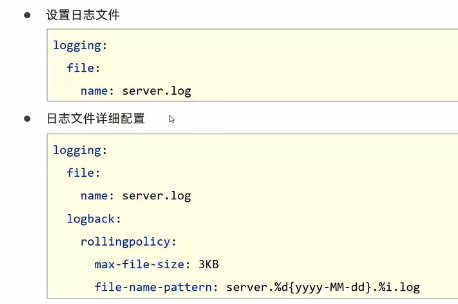 ● 设置日志文件
logging:
  file:
    name: server.log
● 日志文件详细配置
logging:
  file:
    name: server.log
  logback:
    rollingpolicy:
      max-file-size: 3KB
      file-name-pattern: server.%d{yyyy-MM-dd}.%i.log